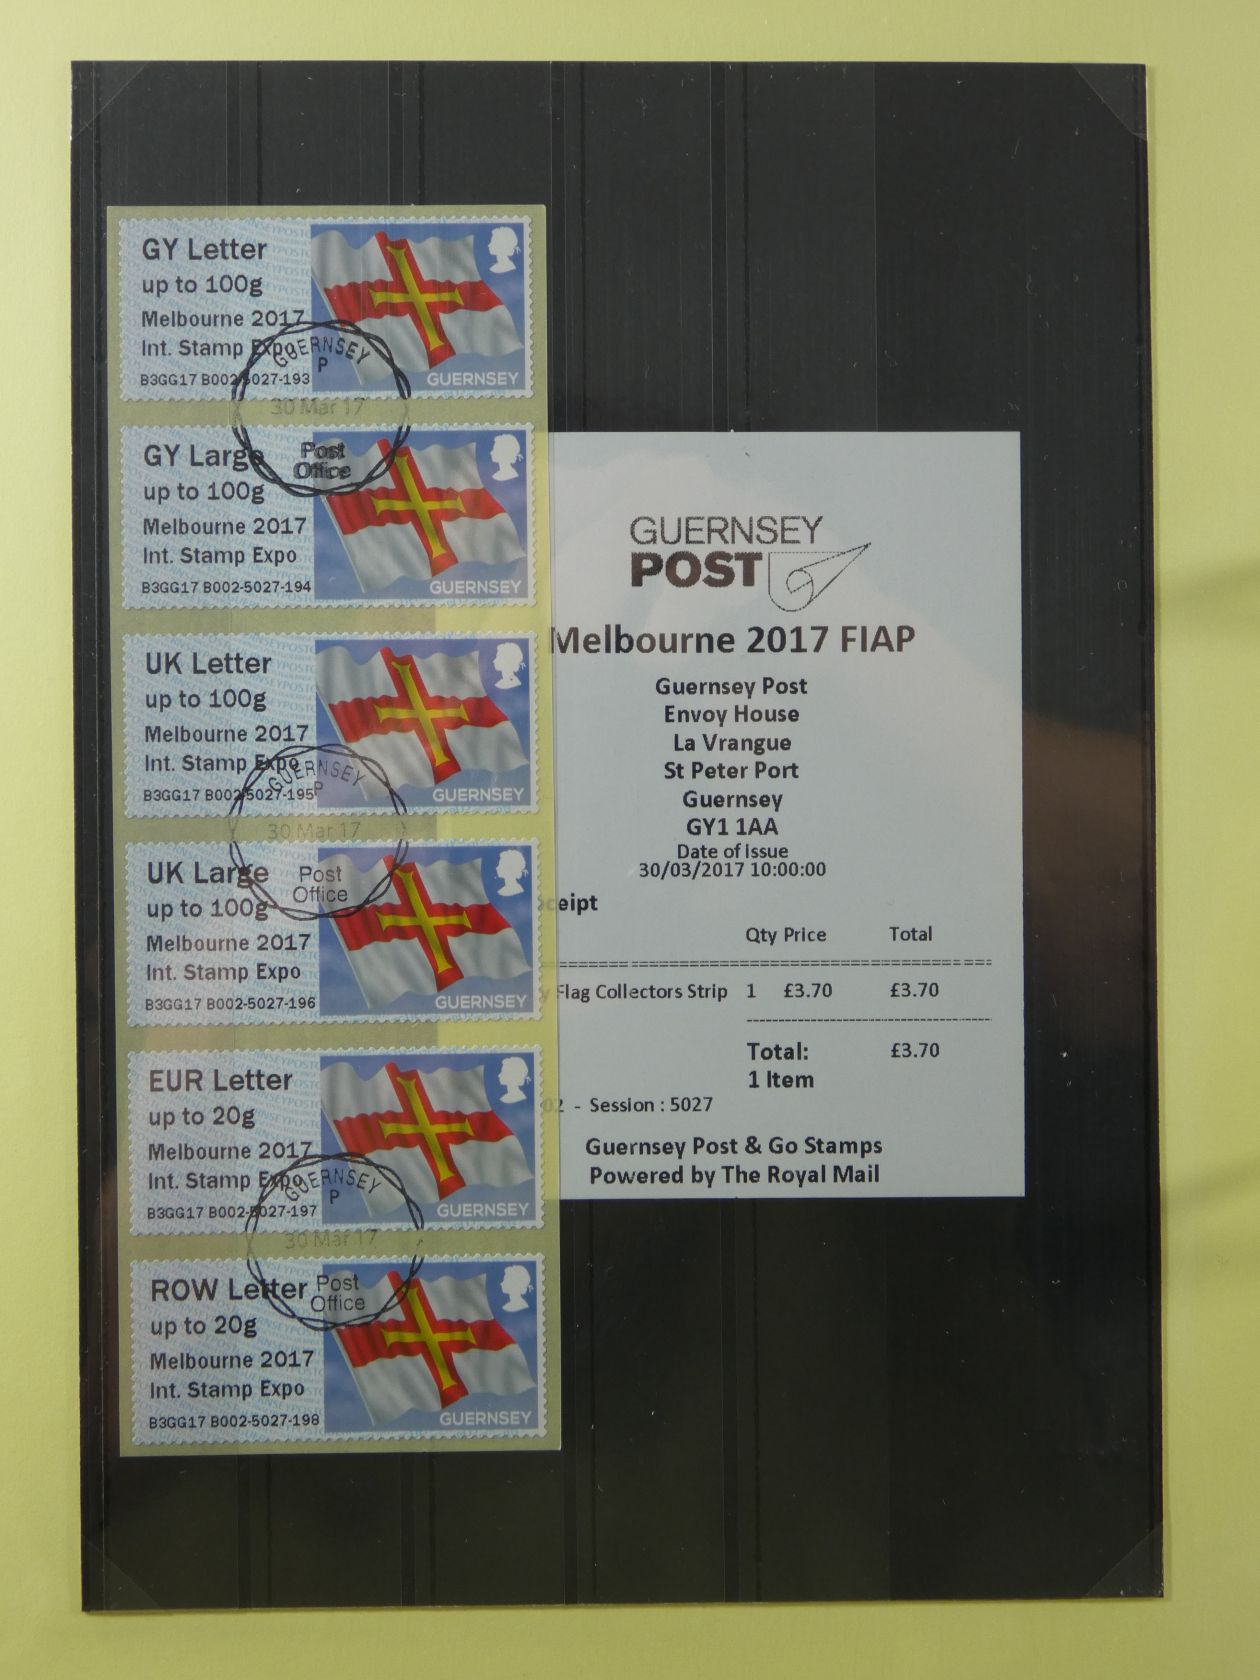 GY Letter
up to 100g
Melbourne 2017
Int. Stamp Expo
B3GG17 B002-5027-193
GUERNSEY
GUERNSEY
P
30 Mar 17
Post
Office
GY Large
up to 100g
Melbourne 2017
Int. Stamp Expo
B3GG17 B002-5027-194
GUERNSEY
UK Letter
up to 100g
Melbourne 2017
Int. Stamp Expo
B3GG17 B002-5027-195
GUERNSEY
GUERNSEY
P
30 Mar 17
Post
Office
UK Large
up to 100g
Melbourne 2017
Int. Stamp Expo
B3GG17 B002-5027-196
GUERNSEY
EUR Letter
up to 20g
Melbourne 2017
Int. Stamp Expo
B3GG17 B002-5027-197
GUERNSEY
GUERNSEY
P
30 Mar 17
Post
Office
ROW Letter
up to 20g
Melbourne 2017
Int. Stamp Expo
B3GG17 B002-5027-198
GUERNSEY
GUERNSEY
POST
Melbourne 2017 FIAP
Guernsey Post
Envoy House
La Vrangue
St Peter Port
Guernsey
GY1 1AA
Date of Issue
30/03/2017 10:00:00
ceipt
Qty Price Total
y Flag Collectors Strip 1 £3.70 £3.70
Total: £3.70
1 Item
02 - Session : 5027
Guernsey Post & Go Stamps
Powered by The Royal Mail